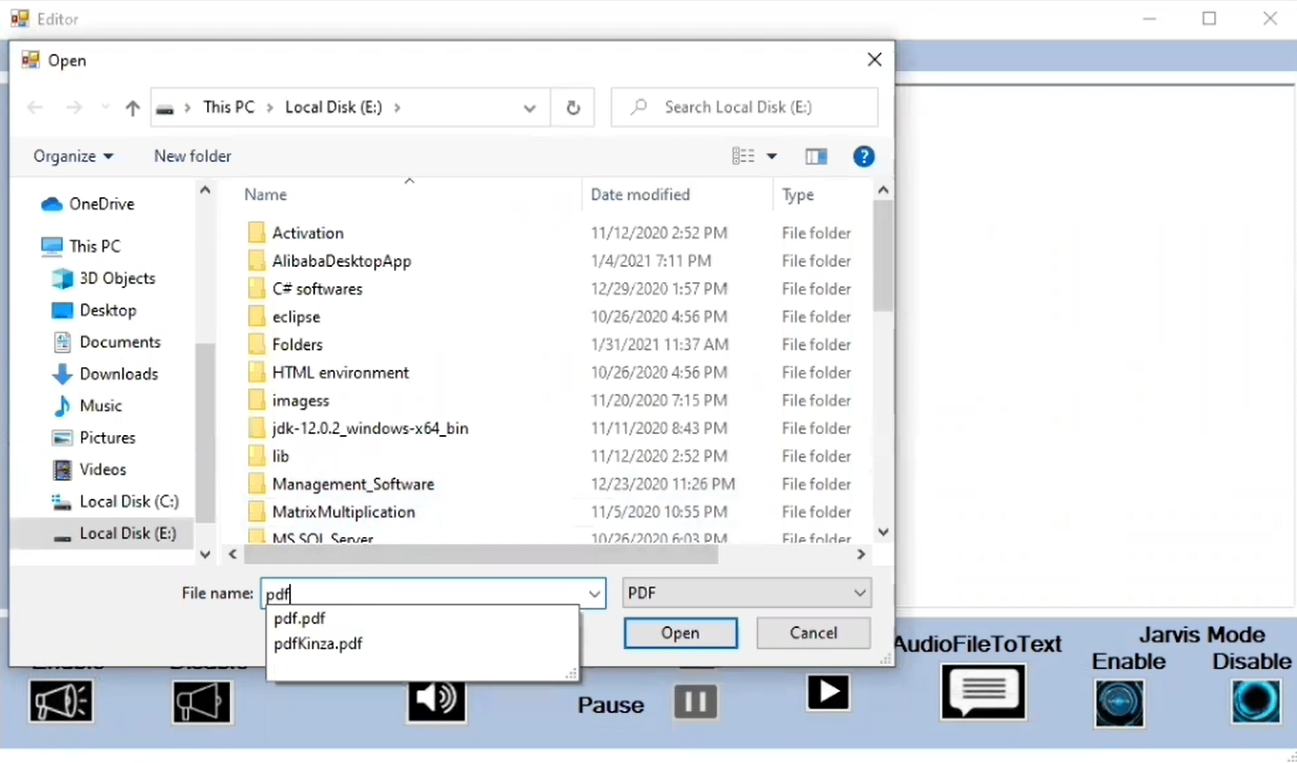 Editor
Open
This PC > Local Disk (E:) >
Search Local Disk (E:)
Organize
New folder
Name Date modified Type
OneDrive
This PC
3D Objects
Desktop
Documents
Downloads
Music
Pictures
Videos
Local Disk (C:)
Local Disk (E:)
Activation 11/12/2020 2:52 PM File folder
AlibabaDesktopApp 1/4/2021 7:11 PM File folder
C# softwares 12/29/2020 1:57 PM File folder
eclipse 10/26/2020 4:56 PM File folder
Folders 1/31/2021 11:37 AM File folder
HTML environment 10/26/2020 4:56 PM File folder
imagess 11/20/2020 7:15 PM File folder
jdk-12.0.2_windows-x64_bin 11/11/2020 8:43 PM File folder
lib 11/12/2020 2:52 PM File folder
Management_Software 12/23/2020 11:26 PM File folder
MatrixMultiplication 11/5/2020 10:55 PM File folder
MS SQL Server 10/26/2020 6:03 PM File folder
File name: pdf PDF
pdf.pdf
pdfKinza.pdf
Open Cancel
AudioFileToText
Jarvis Mode
Enable Disable Enable Disable
Pause